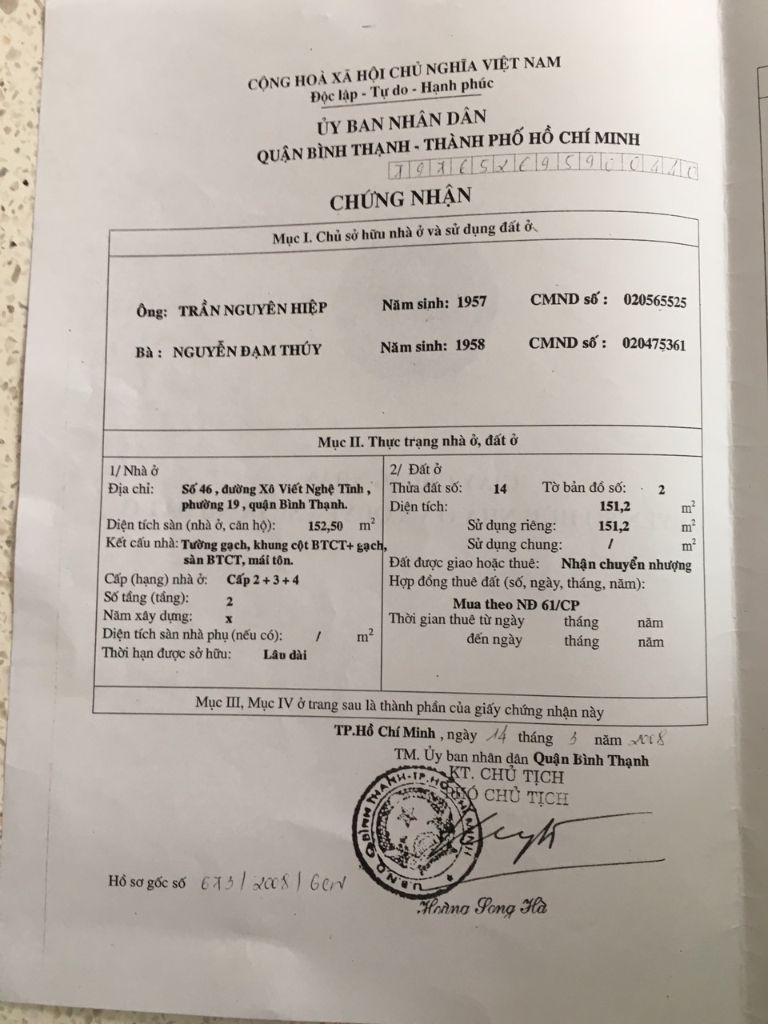 CỘNG HOÀ XÃ HỘI CHỦ NGHĨA VIỆT NAM
Độc lập - Tự do - Hạnh phúc
ỦY BAN NHÂN DÂN
QUẬN BÌNH THẠNH - THÀNH PHỐ HỒ CHÍ MINH
CHỨNG NHẬN
Mục I. Chủ sở hữu nhà ở và sử dụng đất ở
Ông: TRẦN NGUYÊN HIỆP Năm sinh: 1957 CMND số : 020565525
Bà : NGUYỄN ĐẠM THÚY Năm sinh: 1958 CMND số : 020475361
Mục II. Thực trạng nhà ở, đất ở
1/ Nhà ở
Địa chỉ: Số 46 , đường Xô Viết Nghệ Tĩnh ,
phường 19 , quận Bình Thạnh.
Diện tích sàn (nhà ở, căn hộ): 152,50 m²
Kết cấu nhà: Tường gạch, khung cột BTCT+ gạch,
sàn BTCT, mái tôn.
Cấp (hạng) nhà ở: Cấp 2 + 3 + 4
Số tầng (tầng): 2
Năm xây dựng: x
Diện tích sàn nhà phụ (nếu có): / m²
Thời hạn được sở hữu: Lâu dài
2/ Đất ở
Thửa đất số: 14 Tờ bản đồ số: 2
Diện tích: 151,2 m²
Sử dụng riêng: 151,2 m²
Sử dụng chung: / m²
Đất được giao hoặc thuê: Nhận chuyển nhượng
Hợp đồng thuê đất (số, ngày, tháng, năm):
Mua theo NĐ 61/CP
Thời gian thuê từ ngày tháng năm
đến ngày tháng năm
Mục III, Mục IV ở trang sau là thành phần của giấy chứng nhận này
TP.Hồ Chí Minh , ngày 14 tháng 3 năm 2008
TM. Ủy ban nhân dân Quận Bình Thạnh
KT. CHỦ TỊCH
PHÓ CHỦ TỊCH
U.B.N.D Q.BÌNH THẠNH-TP.HỒ CHÍ MINH
Hồ sơ gốc số 673/2008/GCN
Hoàng Song Hà